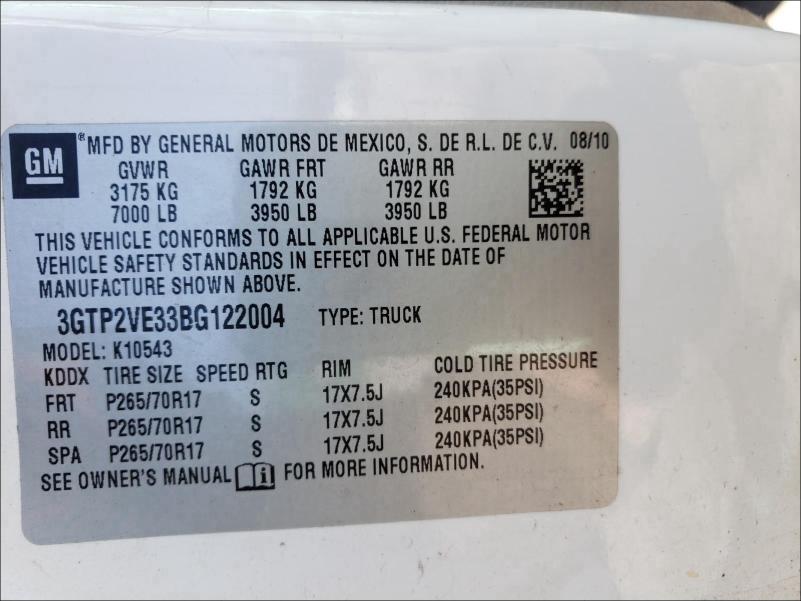 GM ® MFD BY GENERAL MOTORS DE MEXICO, S. DE R.L. DE C.V. 08/10
GVWR GAWR FRT GAWR RR
3175 KG 1792 KG 1792 KG
7000 LB 3950 LB 3950 LB
THIS VEHICLE CONFORMS TO ALL APPLICABLE U.S. FEDERAL MOTOR
VEHICLE SAFETY STANDARDS IN EFFECT ON THE DATE OF
MANUFACTURE SHOWN ABOVE.
3GTP2VE33BG122004 TYPE: TRUCK
MODEL: K10543
KDDX TIRE SIZE SPEED RTG RIM COLD TIRE PRESSURE
FRT P265/70R17 S 17X7.5J 240KPA(35PSI)
RR P265/70R17 S 17X7.5J 240KPA(35PSI)
SPA P265/70R17 S 17X7.5J 240KPA(35PSI)
SEE OWNER'S MANUAL i FOR MORE INFORMATION.